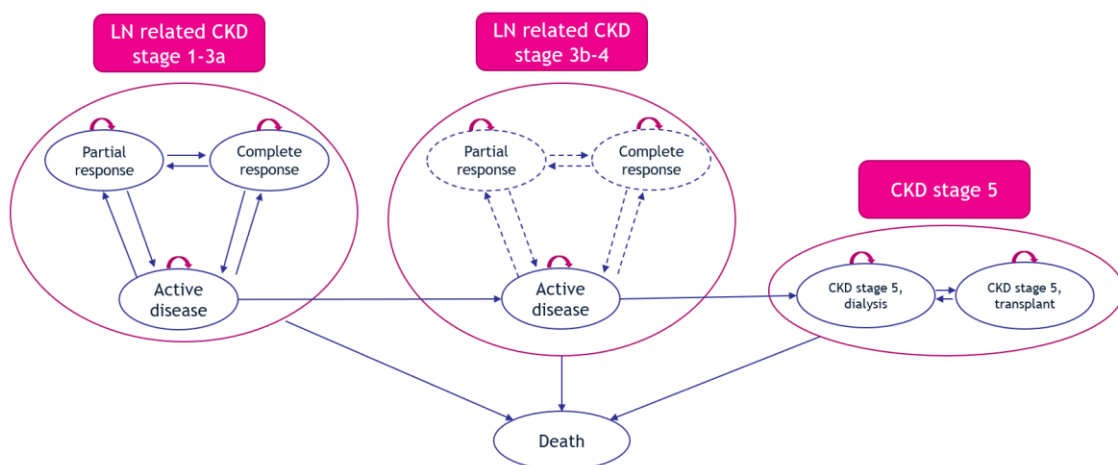 LN related CKD
stage 1-3a
LN related CKD
stage 3b-4
Partial
response
Complete
response
Partial
response
Complete
response
CKD stage 5
Active
disease
Active
disease
CKD stage 5,
dialysis
CKD stage 5,
transplant
Death